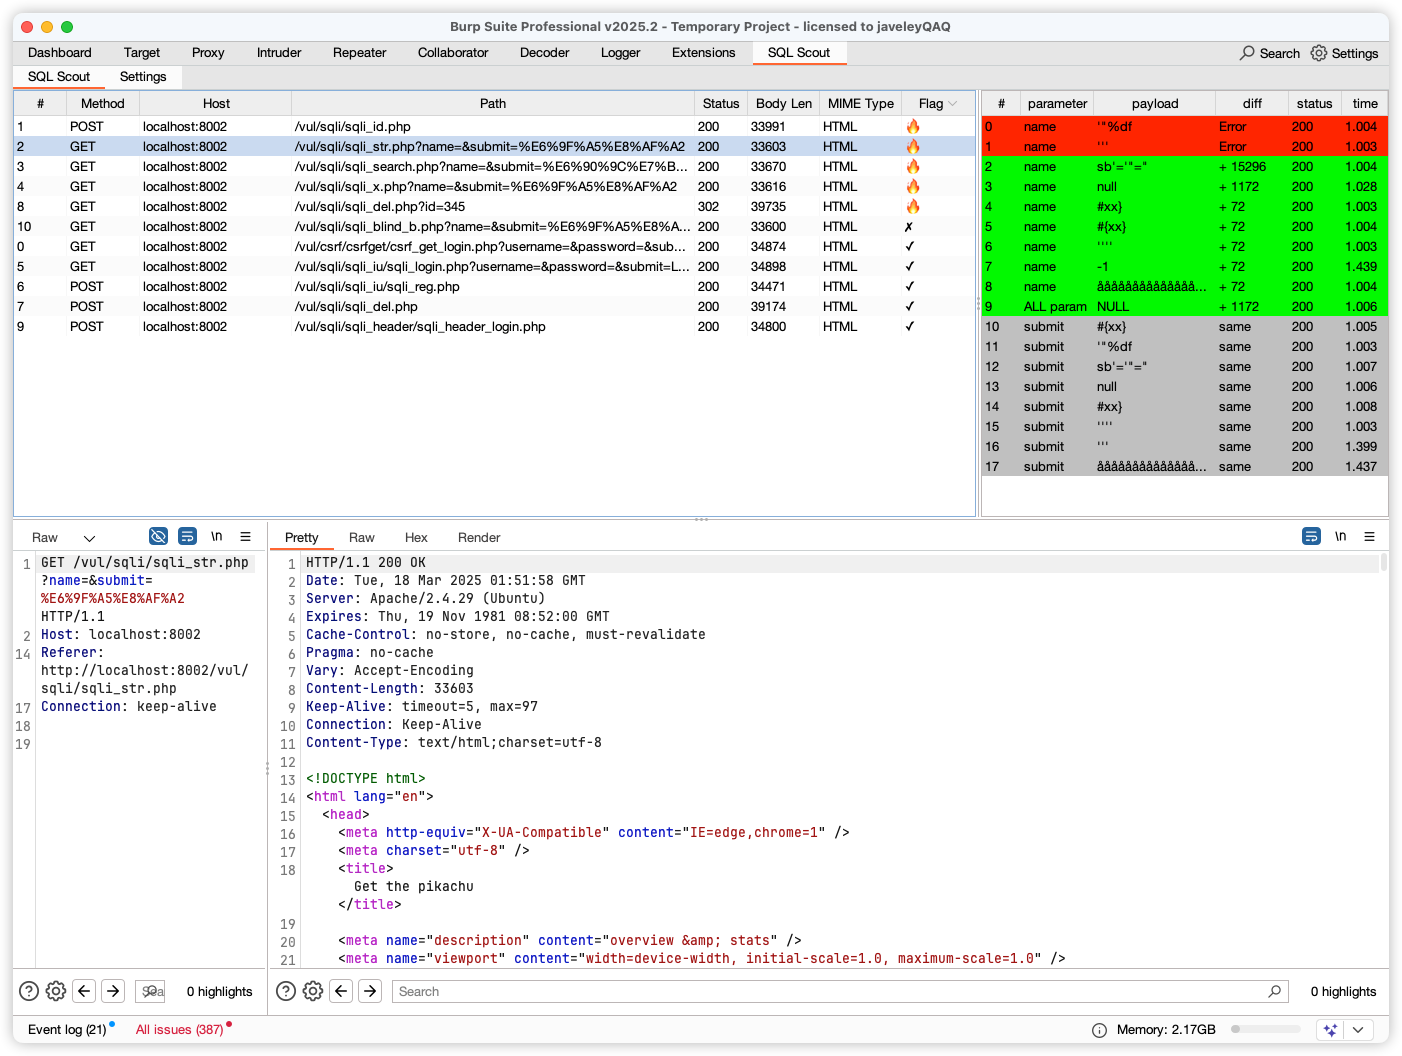 Burp Suite Professional v2025.2 - Temporary Project - licensed to javeleyQAQ
Dashboard Target Proxy Intruder Repeater Collaborator Decoder Logger Extensions SQL Scout Search Settings
SQL Scout Settings
# Method Host Path Status Body Len MIME Type Flag
1 POST localhost:8002 /vul/sqli/sqli_id.php 200 33991 HTML 🔥
2 GET localhost:8002 /vul/sqli/sqli_str.php?name=&submit=%E6%9F%A5%E8%AF%A2 200 33603 HTML 🔥
3 GET localhost:8002 /vul/sqli/sqli_search.php?name=&submit=%E6%90%9C%E7%B... 200 33670 HTML 🔥
4 GET localhost:8002 /vul/sqli/sqli_x.php?name=&submit=%E6%9F%A5%E8%AF%A2 200 33616 HTML 🔥
8 GET localhost:8002 /vul/sqli/sqli_del.php?id=345 302 39735 HTML 🔥
10 GET localhost:8002 /vul/sqli/sqli_blind_b.php?name=&submit=%E6%9F%A5%E8%A... 200 33600 HTML ✗
0 GET localhost:8002 /vul/csrf/csrfget/csrf_get_login.php?username=&password=&sub... 200 34874 HTML ✓
5 GET localhost:8002 /vul/sqli/sqli_iu/sqli_login.php?username=&password=&submit=L... 200 34898 HTML ✓
6 POST localhost:8002 /vul/sqli/sqli_iu/sqli_reg.php 200 34471 HTML ✓
7 POST localhost:8002 /vul/sqli/sqli_del.php 200 39174 HTML ✓
9 POST localhost:8002 /vul/sqli/sqli_header/sqli_header_login.php 200 34800 HTML ✓
# parameter payload diff status time
0 name '"%df Error 200 1.004
1 name ''' Error 200 1.003
2 name sb'='"=" + 15296 200 1.004
3 name null + 1172 200 1.028
4 name #xx} + 72 200 1.003
5 name #{xx} + 72 200 1.004
6 name '''' + 72 200 1.003
7 name -1 + 72 200 1.439
8 name åååååååååååååå... + 72 200 1.004
9 ALL param NULL + 1172 200 1.006
10 submit #{xx} same 200 1.005
11 submit '"%df same 200 1.003
12 submit sb'='"=" same 200 1.007
13 submit null same 200 1.006
14 submit #xx} same 200 1.008
15 submit '''' same 200 1.003
16 submit ''' same 200 1.399
17 submit åååååååååååååå... same 200 1.437
Raw \n
1 GET /vul/sqli/sqli_str.php
?name=&submit=
%E6%9F%A5%E8%AF%A2
HTTP/1.1
2 Host: localhost:8002
14 Referer:
http://localhost:8002/vul/
sqli/sqli_str.php
17 Connection: keep-alive
18
19
Pretty Raw Hex Render \n
1 HTTP/1.1 200 OK
2 Date: Tue, 18 Mar 2025 01:51:58 GMT
3 Server: Apache/2.4.29 (Ubuntu)
4 Expires: Thu, 19 Nov 1981 08:52:00 GMT
5 Cache-Control: no-store, no-cache, must-revalidate
6 Pragma: no-cache
7 Vary: Accept-Encoding
8 Content-Length: 33603
9 Keep-Alive: timeout=5, max=97
10 Connection: Keep-Alive
11 Content-Type: text/html;charset=utf-8
12
13 <!DOCTYPE html>
14 <html lang="en">
15 <head>
16 <meta http-equiv="X-UA-Compatible" content="IE=edge,chrome=1" />
17 <meta charset="utf-8" />
18 <title>
Get the pikachu
</title>
19
20 <meta name="description" content="overview &amp; stats" />
21 <meta name="viewport" content="width=device-width, initial-scale=1.0, maximum-scale=1.0" />
0 highlights
Search 0 highlights
Event log (21) All issues (387) Memory: 2.17GB